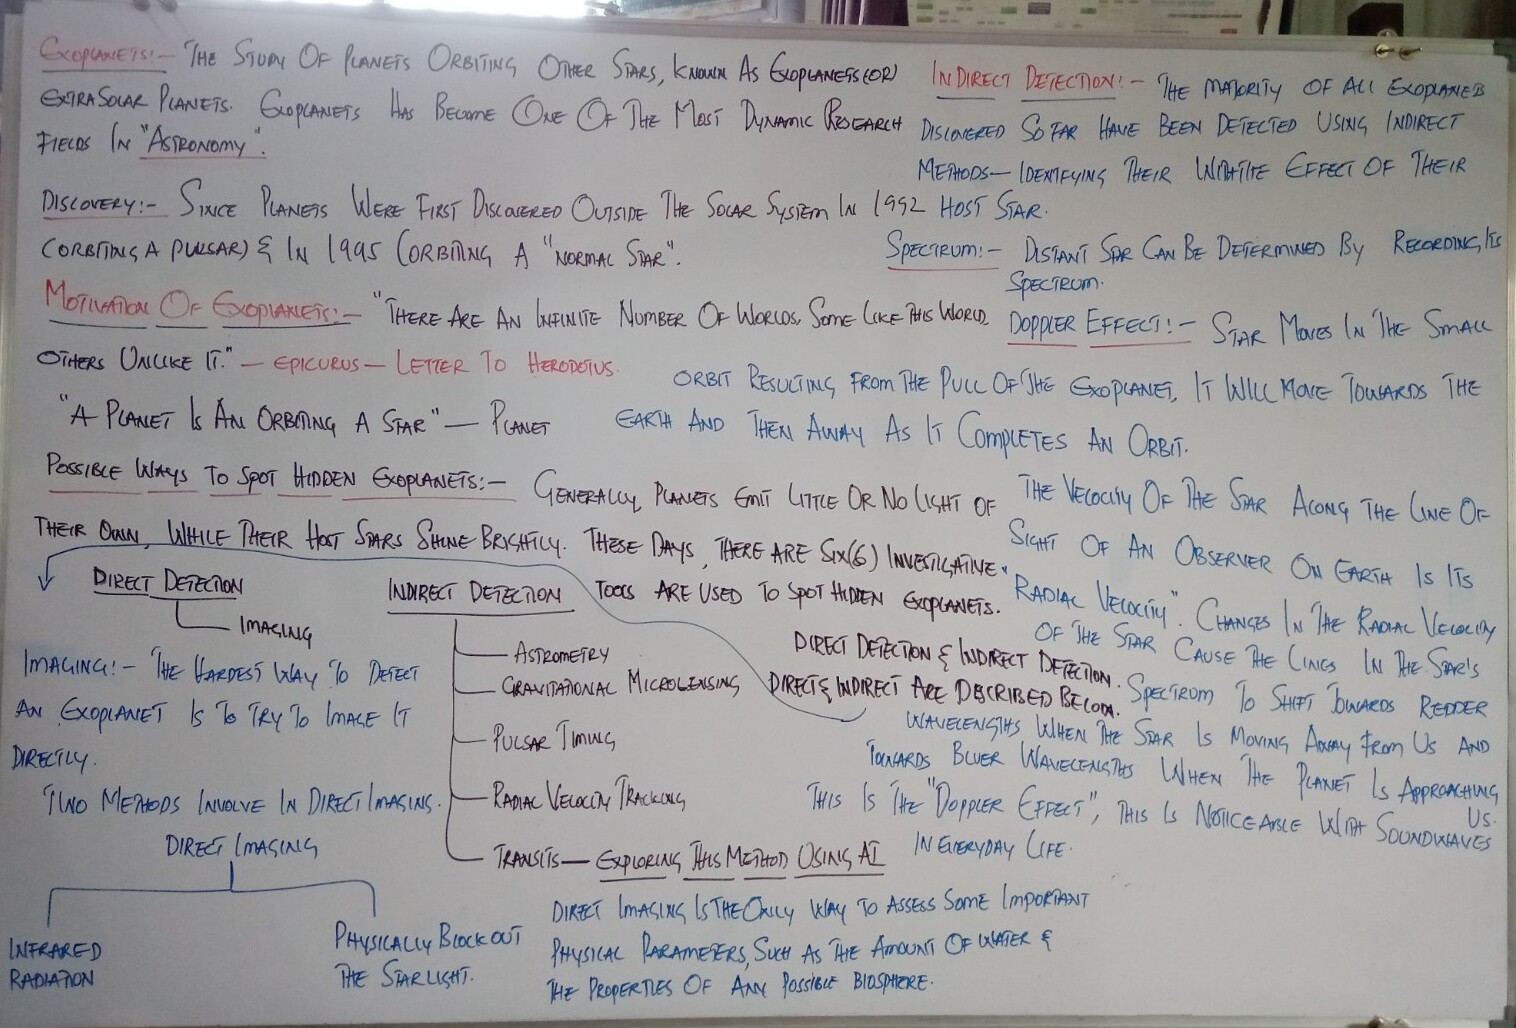 EXOPLANETS:- THE STUDY OF PLANETS ORBITING OTHER STARS, KNOWN AS EXOPLANETS (OR)
EXTRA SOLAR PLANETS. EXOPLANETS HAS BECOME ONE OF THE MOST DYNAMIC RESEARCH
FIELDS IN "ASTRONOMY".
DISCOVERY:- SINCE PLANETS WERE FIRST DISCOVERED OUTSIDE THE SOLAR SYSTEM IN 1992
(ORBITING A PULSAR) & IN 1995 (ORBITING A "NORMAL STAR".
MOTIVATION OF EXOPLANETS:- "THERE ARE AN INFINITE NUMBER OF WORLDS, SOME LIKE THIS WORLD,
OTHERS UNLIKE IT." — EPICURUS — LETTER TO HERODOTUS.
"A PLANET IS AN ORBITING A STAR" — PLANET
POSSIBLE WAYS TO SPOT HIDDEN EXOPLANETS:- GENERALLY, PLANETS EMIT LITTLE OR NO LIGHT OF
THEIR OWN, WHILE THEIR HOST STARS SHINE BRIGHTLY. THESE DAYS, THERE ARE SIX(6) INVESTIGATIVE
TOOLS ARE USED TO SPOT HIDDEN EXOPLANETS.
DIRECT DETECTION & INDIRECT DETECTION.
DIRECT & INDIRECT ARE DESCRIBED BELOW.
DIRECT DETECTION
IMAGING
INDIRECT DETECTION
ASTROMETRY
GRAVITATIONAL MICROLENSING
PULSAR TIMING
RADIAL VELOCITY TRACKING
TRANSITS — EXPLORING THIS METHOD USING AI
IMAGING:- THE HARDEST WAY TO DETECT
AN EXOPLANET IS TO TRY TO IMAGE IT
DIRECTLY.
TWO METHODS INVOLVE IN DIRECT IMAGING.
DIRECT IMAGING
INFRARED
RADIATION
PHYSICALLY BLOCK OUT
THE STARLIGHT.
DIRECT IMAGING IS THE ONLY WAY TO ASSESS SOME IMPORTANT
PHYSICAL PARAMETERS, SUCH AS THE AMOUNT OF WATER &
THE PROPERTIES OF ANY POSSIBLE BIOSPHERE.
INDIRECT DETECTION:- THE MAJORITY OF ALL EXOPLANETS
DISCOVERED SO FAR HAVE BEEN DETECTED USING INDIRECT
METHODS — IDENTIFYING THEIR EFFECT OF THEIR
HOST STAR.
SPECTRUM:- DISTANT STAR CAN BE DETERMINED BY RECORDING ITS
SPECTRUM.
DOPPLER EFFECT:- STAR MOVES IN THE SMALL
ORBIT RESULTING FROM THE PULL OF THE EXOPLANET, IT WILL MOVE TOWARDS THE
EARTH AND THEN AWAY AS IT COMPLETES AN ORBIT.
THE VELOCITY OF THE STAR ALONG THE LINE OF
SIGHT OF AN OBSERVER ON EARTH IS ITS
"RADIAL VELOCITY". CHANGES IN THE RADIAL VELOCITY
OF THE STAR CAUSE THE LINES IN THE STAR'S
SPECTRUM TO SHIFT TOWARDS REDDER
WAVELENGTHS WHEN THE STAR IS MOVING AWAY FROM US AND
TOWARDS BLUER WAVELENGTHS WHEN THE PLANET IS APPROACHING
US.
THIS IS THE "DOPPLER EFFECT", THIS IS NOTICEABLE WITH SOUNDWAVES
IN EVERYDAY LIFE.